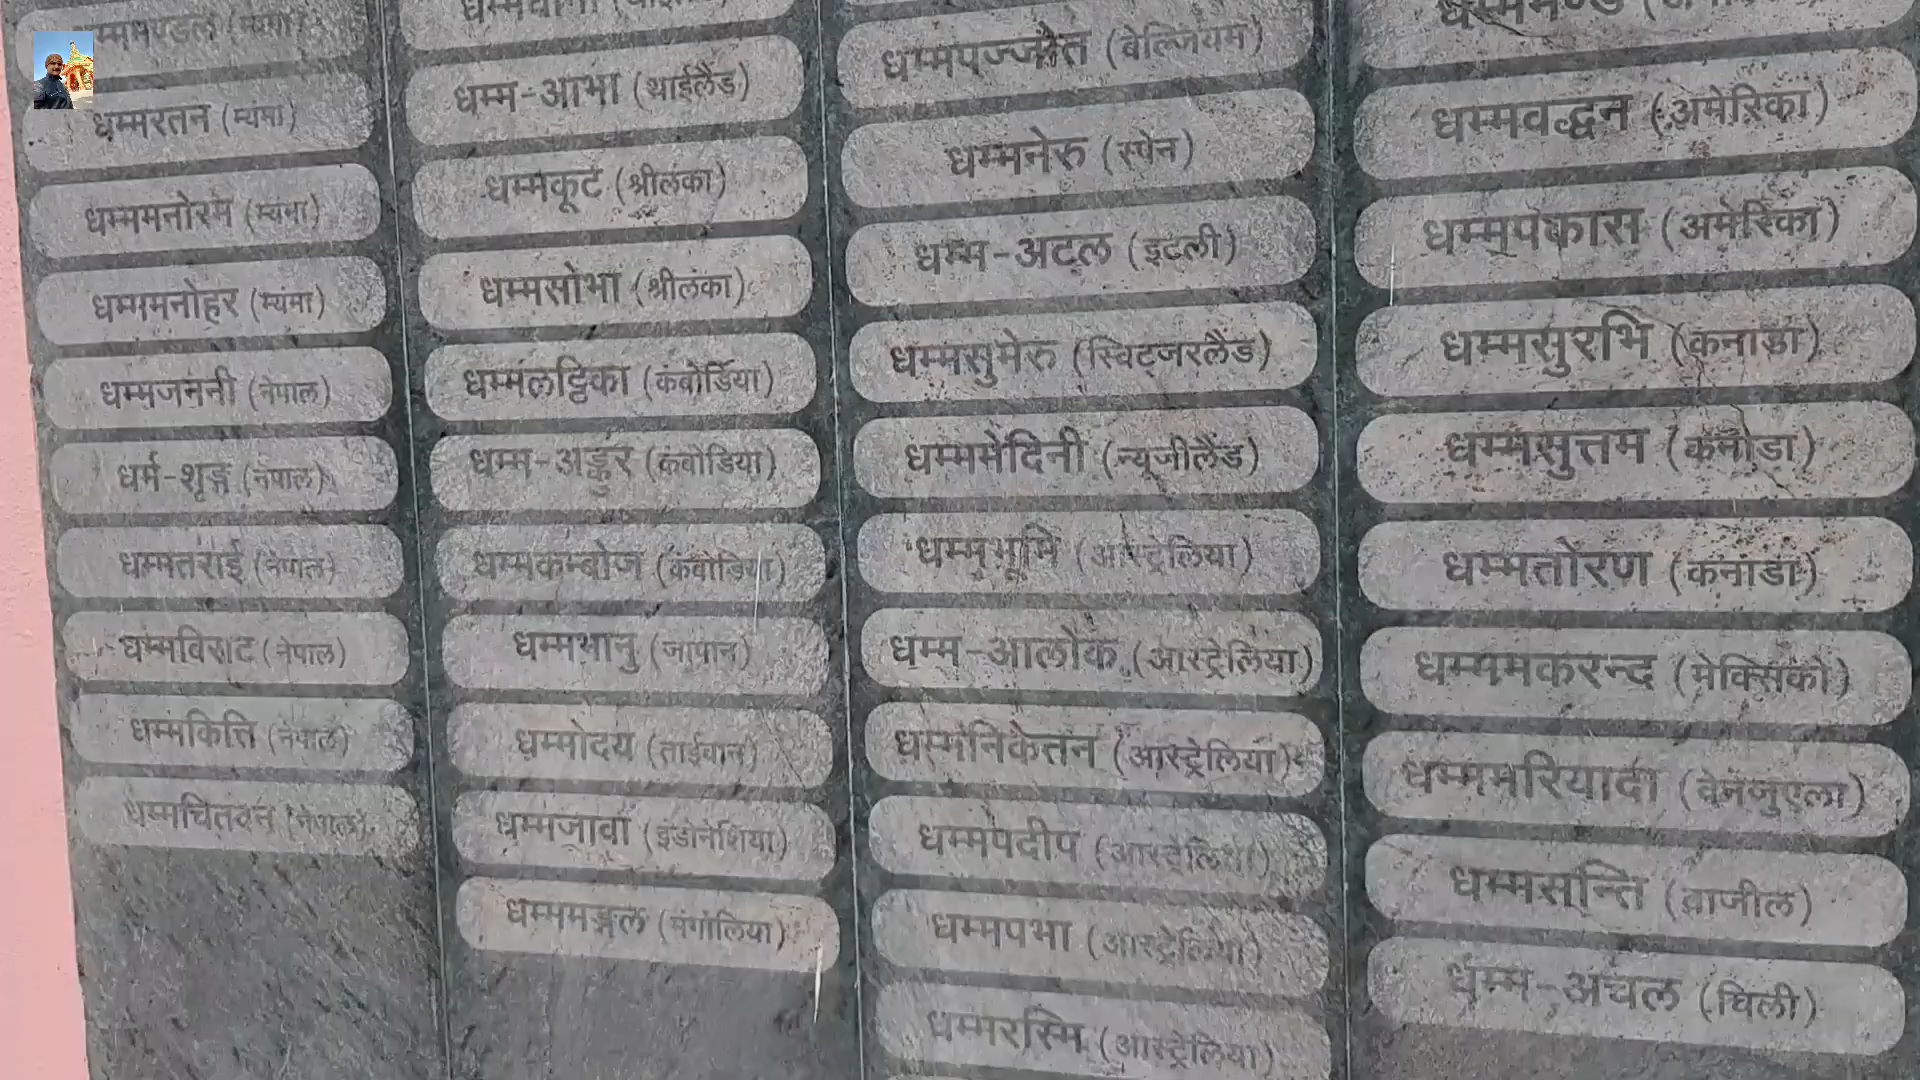 धम्मरतन (म्यंमा)
धम्ममनोरम (म्यंमा)
धम्ममनोहर (म्यंमा)
धम्मजननी (नेपाल)
धर्म-शृङ्ग (नेपाल)
धम्मतराई (नेपाल)
धम्मविराट (नेपाल)
धम्मकित्ति (नेपाल)
धम्मचितवन (नेपाल)
धम्म-आभा (थाईलैंड)
धम्मकूट (श्रीलंका)
धम्मसोभा (श्रीलंका)
धम्मलट्ठिका (कंबोडिया)
धम्म-अङ्कुर (कंबोडिया)
धम्मकम्बोज (कंबोडिया)
धम्मभानु (जापान)
धम्मोदय (ताईवान)
धम्मजावा (इंडोनेशिया)
धम्ममङ्गल (मंगोलिया)
धम्मपज्जोत (बेल्जियम)
धम्मनेरु (स्पेन)
धम्म-अटल (इटली)
धम्मसुमेरु (स्विट्जरलैंड)
धम्ममेदिनी (न्यूजीलैंड)
धम्मभूमि (आस्ट्रेलिया)
धम्म-आलोक (आस्ट्रेलिया)
धम्मनिकेतन (आस्ट्रेलिया)
धम्मपदीप (आस्ट्रेलिया)
धम्मपभा (आस्ट्रेलिया)
धम्मरस्मि (आस्ट्रेलिया)
धम्मवद्धन (अमेरिका)
धम्मपकास (अमेरिका)
धम्मसुरभि (कनाडा)
धम्मसुत्तम (कनाडा)
धम्मतोरण (कनाडा)
धम्ममकरन्द (मेक्सिको)
धम्ममरियादा (वेनेजुएला)
धम्मसन्ति (ब्राजील)
धम्म-अचल (चिली)